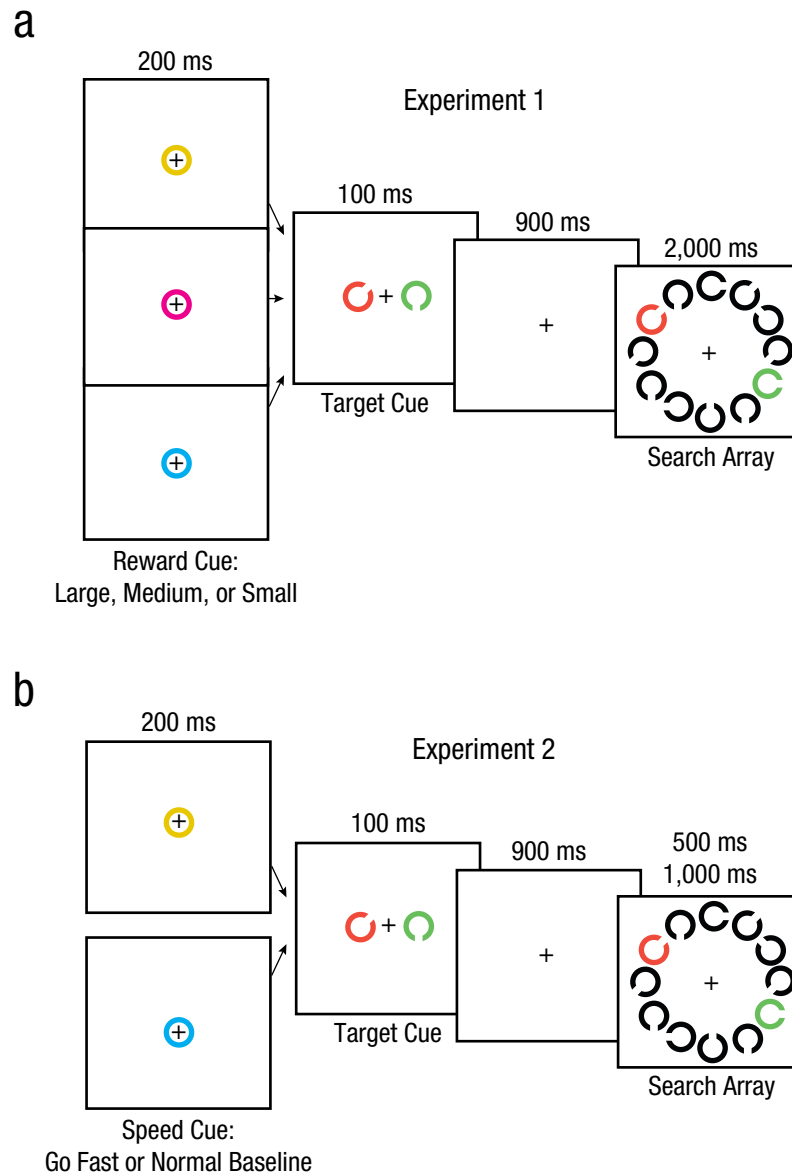 a
200 ms
Experiment 1
100 ms
900 ms
2,000 ms
Target Cue
Search Array
Reward Cue:
Large, Medium, or Small
b
200 ms
Experiment 2
100 ms
900 ms
500 ms
1,000 ms
Target Cue
Search Array
Speed Cue:
Go Fast or Normal Baseline